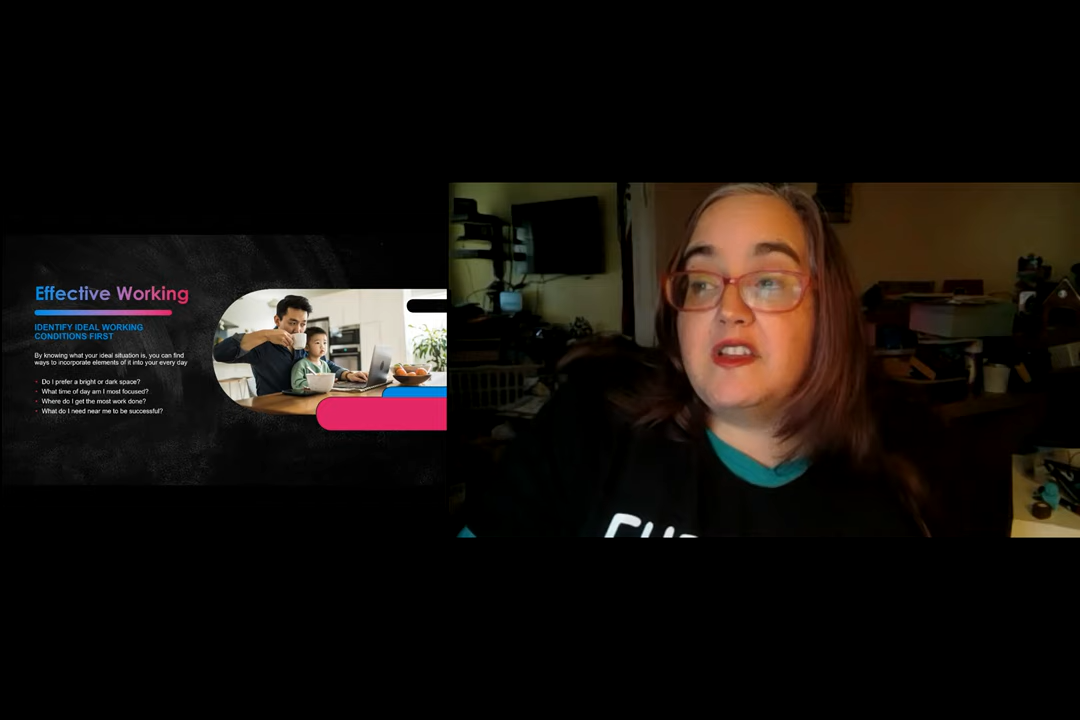 Effective Working
IDENTIFY IDEAL WORKING
CONDITIONS FIRST
By knowing what your ideal situation is, you can find
ways to incorporate elements of it into your every day
Do I prefer a bright or dark space?
What time of day am I most focused?
Where do I get the most work done?
What do I need near me to be successful?